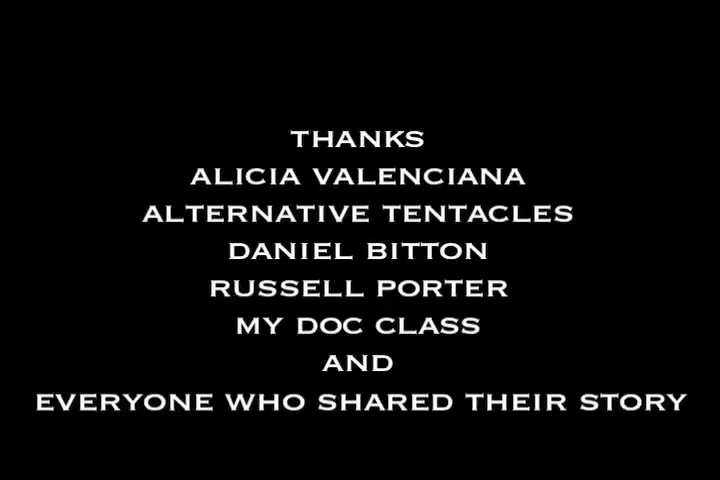 THANKS
ALICIA VALENCIANA
ALTERNATIVE TENTACLES
DANIEL BITTON
RUSSELL PORTER
MY DOC CLASS
AND
EVERYONE WHO SHARED THEIR STORY